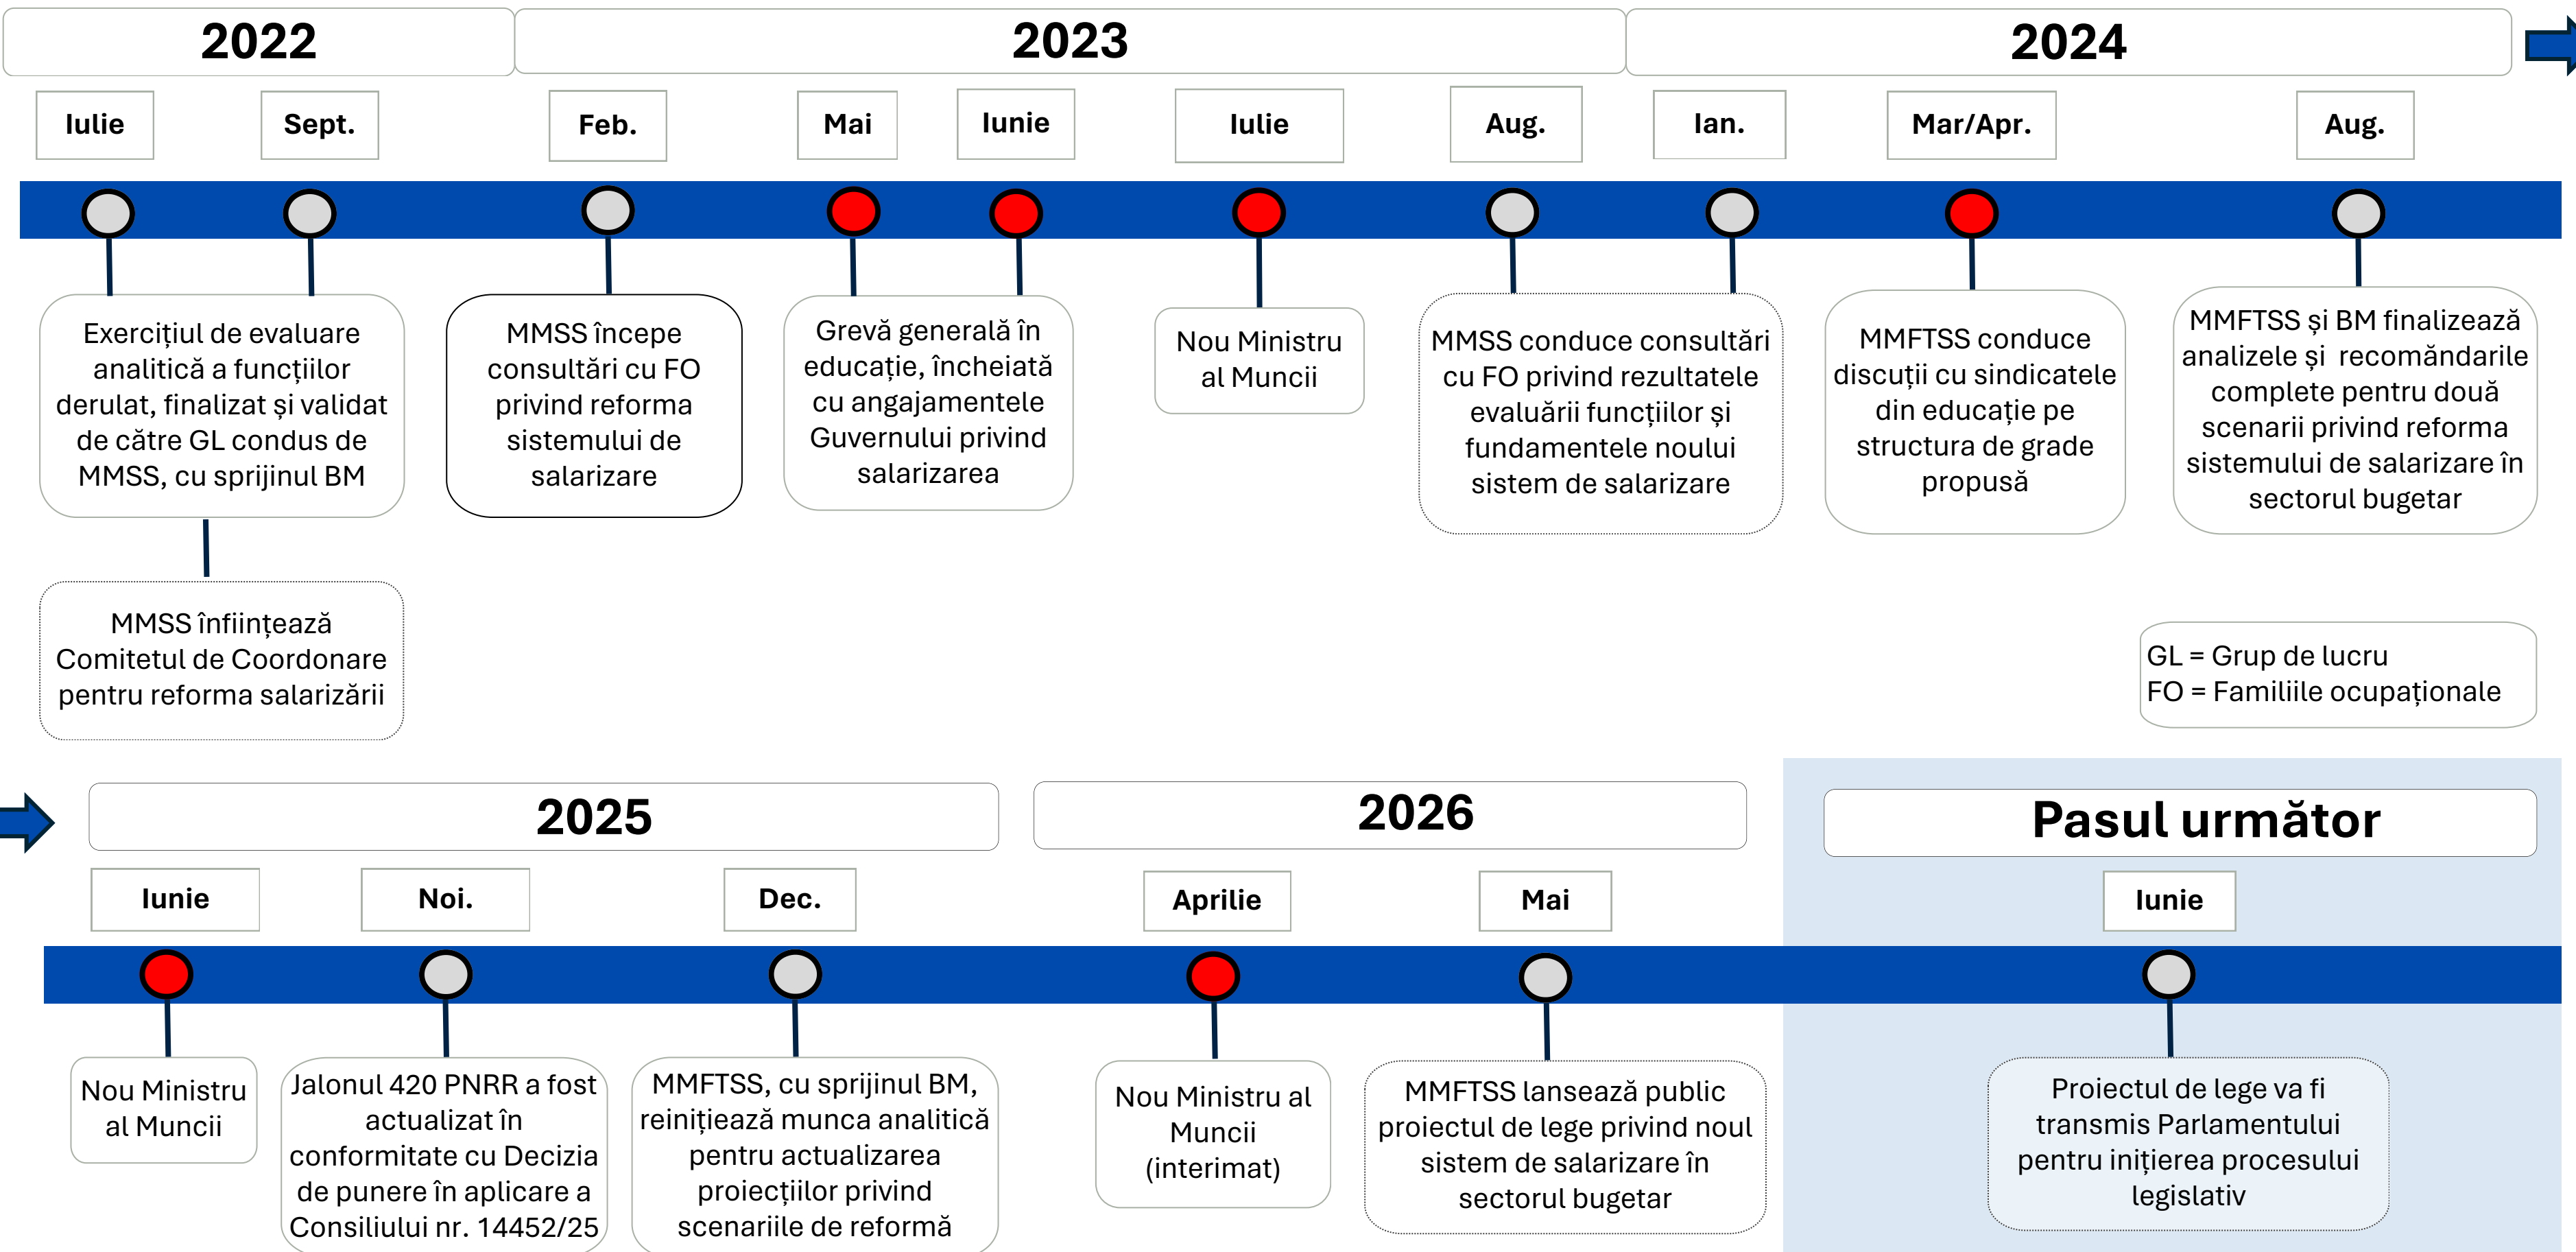 2022
2023
2024
Iulie
Sept.
Feb.
Mai
Iunie
Iulie
Aug.
Ian.
Mar/Apr.
Aug.
Exercițiul de evaluare
analitică a funcțiilor
derulat, finalizat și validat
de către GL condus de
MMSS, cu sprijinul BM
MMSS începe
consultări cu FO
privind reforma
sistemului de
salarizare
Grevă generală în
educație, încheiată
cu angajamentele
Guvernului privind
salarizarea
Nou Ministru
al Muncii
MMSS conduce consultări
cu FO privind rezultatele
evaluării funcțiilor și
fundamentele noului
sistem de salarizare
MMFTSS conduce
discuții cu sindicatele
din educație pe
structura de grade
propusă
MMFTSS și BM finalizează
analizele și  recomăndarile
complete pentru două
scenarii privind reforma
sistemului de salarizare în
sectorul bugetar
MMSS înființează
Comitetul de Coordonare
pentru reforma salarizării
GL = Grup de lucru
FO = Familiile ocupaționale
2025
2026
Pasul următor
Iunie
Noi.
Dec.
Aprilie
Mai
Iunie
Nou Ministru
al Muncii
Jalonul 420 PNRR a fost
actualizat în
conformitate cu Decizia
de punere în aplicare a
Consiliului nr. 14452/25
MMFTSS, cu sprijinul BM,
reinițiează munca analitică
pentru actualizarea
proiecțiilor privind
scenariile de reformă
Nou Ministru al
Muncii
(interimat)
MMFTSS lansează public
proiectul de lege privind noul
sistem de salarizare în
sectorul bugetar
Proiectul de lege va fi
transmis Parlamentului
pentru inițierea procesului
legislativ